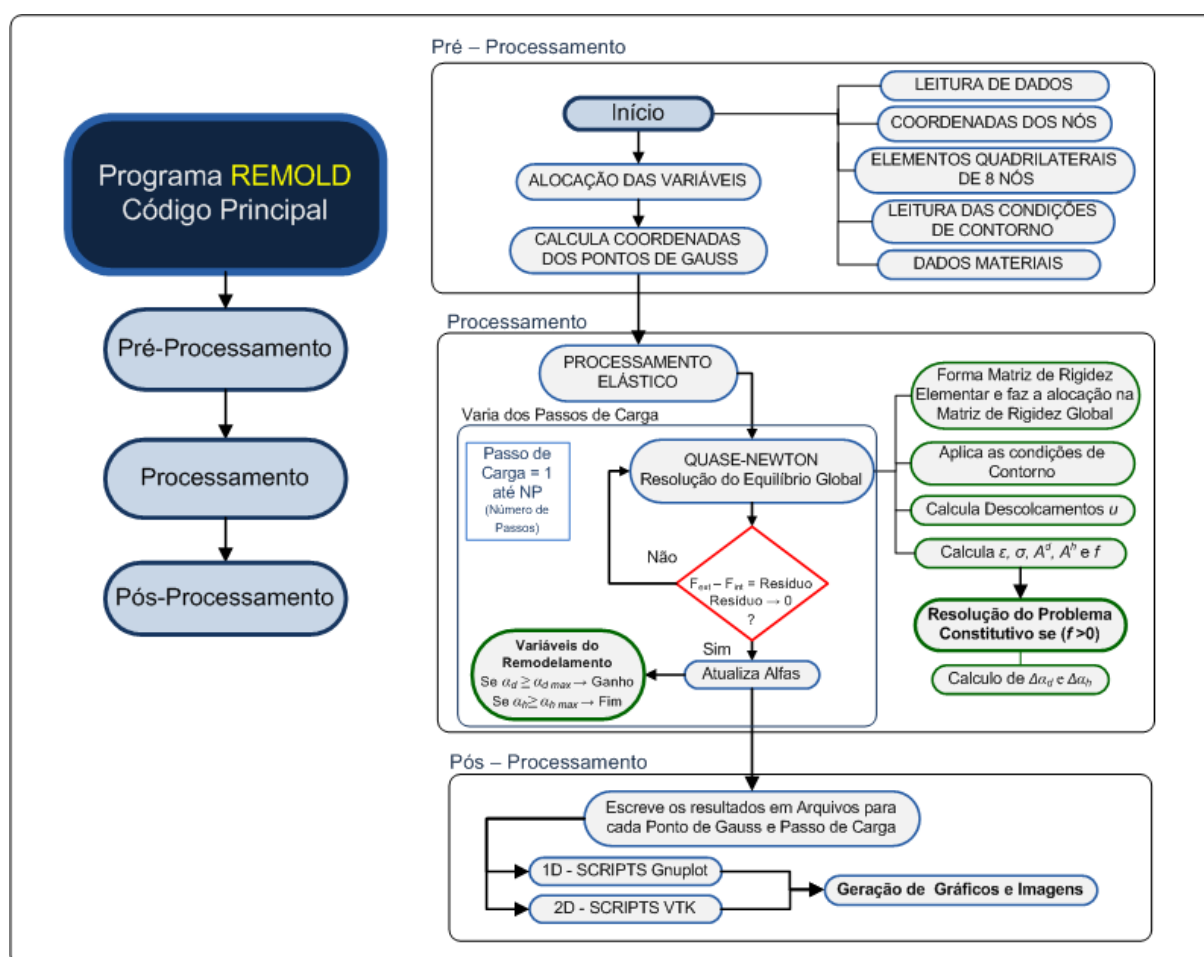 Programa REMOLD
Código Principal
Pré-Processamento
Processamento
Pós-Processamento
Pré – Processamento
Início
ALOCAÇÃO DAS VARIÁVEIS
CALCULA COORDENADAS
DOS PONTOS DE GAUSS
LEITURA DE DADOS
COORDENADAS DOS NÓS
ELEMENTOS QUADRILATERAIS
DE 8 NÓS
LEITURA DAS CONDIÇÕES
DE CONTORNO
DADOS MATERIAIS
Processamento
PROCESSAMENTO
ELÁSTICO
Varia dos Passos de Carga
Passo de
Carga = 1
até NP
(Número de
Passos)
QUASE-NEWTON
Resolução do Equilíbrio Global
Não
F_ext – F_int = Resíduo
Resíduo → 0
?
Sim
Atualiza Alfas
Variáveis do
Remodelamento
Se α_d ≥ α_d max → Ganho
Se α_h ≥ α_h max → Fim
Forma Matriz de Rigidez
Elementar e faz a alocação na
Matriz de Rigidez Global
Aplica as condições de
Contorno
Calcula Descolcamentos u
Calcula ε, σ, A^d, A^h e f
Resolução do Problema
Constitutivo se (f >0)
Calculo de Δα_d e Δα_h
Pós – Processamento
Escreve os resultados em Arquivos para
cada Ponto de Gauss e Passo de Carga
1D - SCRIPTS Gnuplot
2D - SCRIPTS VTK
Geração de Gráficos e Imagens